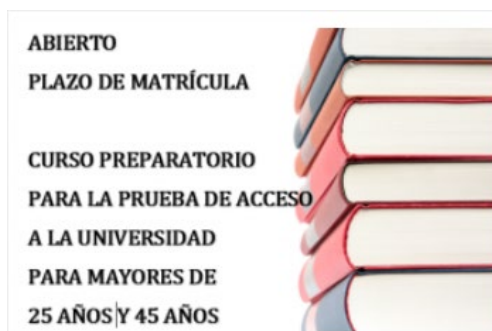 ABIERTO
PLAZO DE MATRÍCULA
CURSO PREPARATORIO
PARA LA PRUEBA DE ACCESO
A LA UNIVERSIDAD
PARA MAYORES DE
25 AÑOS Y 45 AÑOS